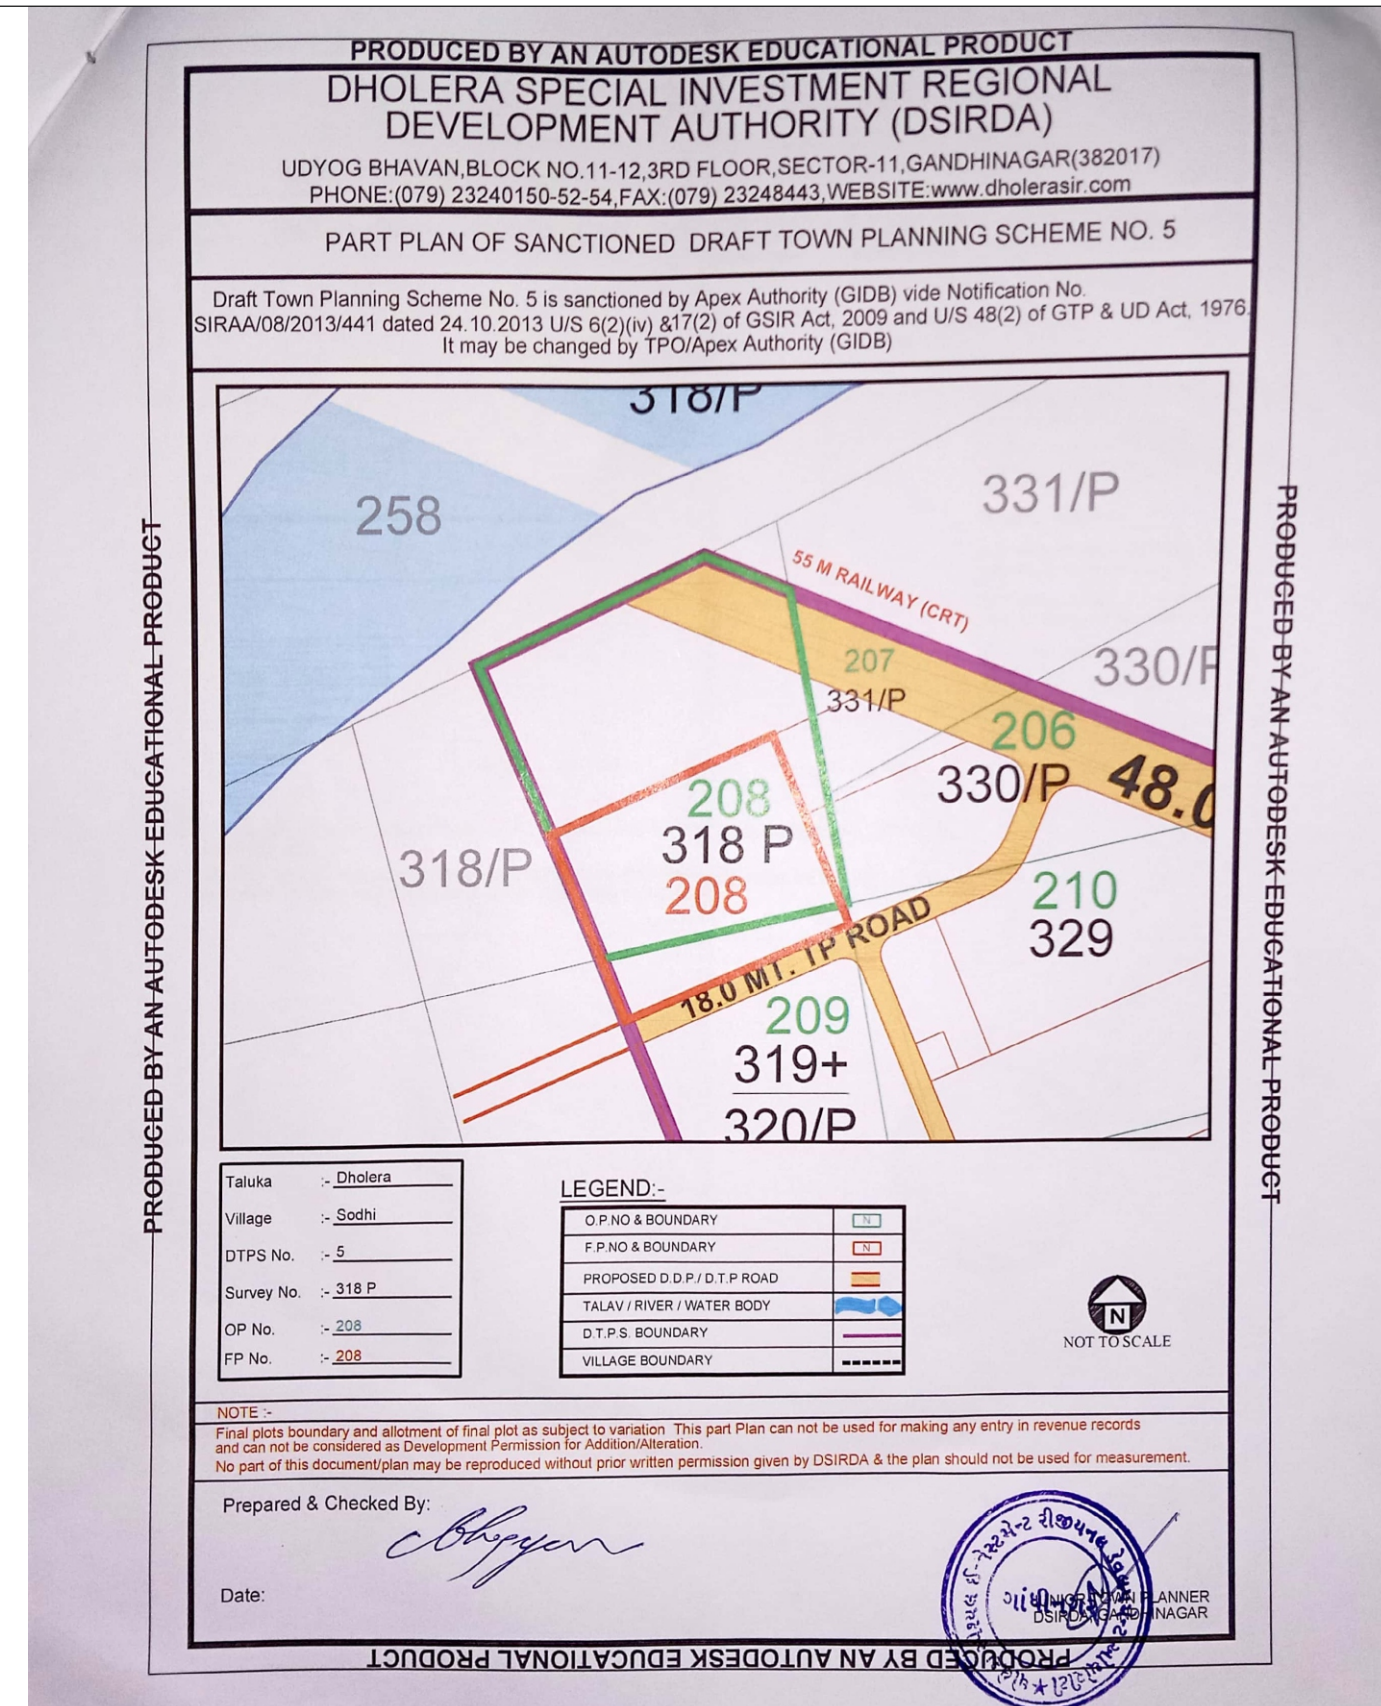 PRODUCED BY AN AUTODESK EDUCATIONAL PRODUCT
DHOLERA SPECIAL INVESTMENT REGIONAL
DEVELOPMENT AUTHORITY (DSIRDA)
UDYOG BHAVAN,BLOCK NO.11-12,3RD FLOOR,SECTOR-11,GANDHINAGAR(382017)
PHONE:(079) 23240150-52-54,FAX:(079) 23248443,WEBSITE:www.dholerasir.com
PART PLAN OF SANCTIONED DRAFT TOWN PLANNING SCHEME NO. 5
Draft Town Planning Scheme No. 5 is sanctioned by Apex Authority (GIDB) vide Notification No.
SIRAA/08/2013/441 dated 24.10.2013 U/S 6(2)(iv) &17(2) of GSIR Act, 2009 and U/S 48(2) of GTP & UD Act, 1976.
It may be changed by TPO/Apex Authority (GIDB)
PRODUCED BY AN AUTODESK EDUCATIONAL PRODUCT
PRODUCED BY AN AUTODESK EDUCATIONAL PRODUCT
318/P
258
331/P
55 M RAILWAY (CRT)
207
331/P
330/P
206
330/P
48.0
208
318 P
208
318/P
210
329
18.0 MT. TP ROAD
209
319+
320/P
Taluka :- Dholera
Village :- Sodhi
DTPS No. :- 5
Survey No. :- 318 P
OP No. :- 208
FP No. :- 208
LEGEND:-
O.P.NO & BOUNDARY N
F.P.NO & BOUNDARY N
PROPOSED D.D.P./ D.T.P ROAD
TALAV / RIVER / WATER BODY
D.T.P.S. BOUNDARY
VILLAGE BOUNDARY
N
NOT TO SCALE
NOTE :-
Final plots boundary and allotment of final plot as subject to variation This part Plan can not be used for making any entry in revenue records
and can not be considered as Development Permission for Addition/Alteration.
No part of this document/plan may be reproduced without prior written permission given by DSIRDA & the plan should not be used for measurement.
Prepared & Checked By:
Date:
ગાંધીનગર
JUNIOR TOWN PLANNER
DSIRDA, GANDHINAGAR
PRODUCED BY AN AUTODESK EDUCATIONAL PRODUCT